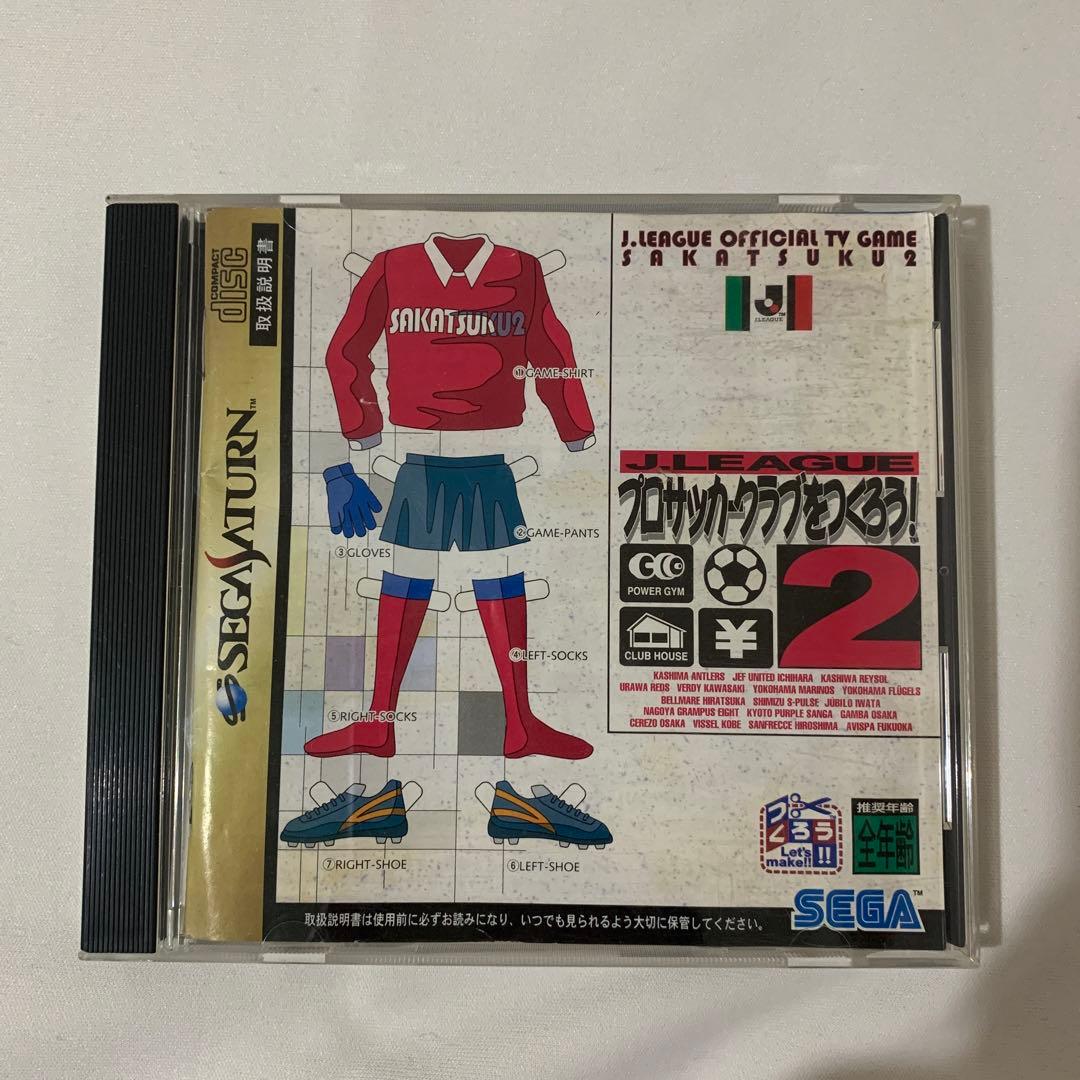 COMPACT
disc
取扱説明書
SEGA SATURN™
J.LEAGUE OFFICIAL TV GAME
SAKATSUKU2
J.LEAGUE™
SAKATSUKU2
⑪GAME-SHIRT
②GAME-PANTS
③GLOVES
④LEFT-SOCKS
⑤RIGHT-SOCKS
⑦RIGHT-SHOE
⑥LEFT-SHOE
J.LEAGUE
プロサッカークラブをつくろう!
2
POWER GYM
CLUB HOUSE
¥
KASHIMA ANTLERS JEF UNITED ICHIHARA KASHIWA REYSOL
URAWA REDS VERDY KAWASAKI YOKOHAMA MARINOS YOKOHAMA FLÜGELS
BELLMARE HIRATSUKA SHIMIZU S-PULSE JÚBILO IWATA
NAGOYA GRAMPUS EIGHT KYOTO PURPLE SANGA GAMBA OSAKA
CEREZO OSAKA VISSEL KOBE SANFRECCE HIROSHIMA AVISPA FUKUOKA
つくろう!!
Let's
make!!
推奨年齢
全年齢
SEGA™
取扱説明書は使用前に必ずお読みになり、いつでも見られるよう大切に保管してください。